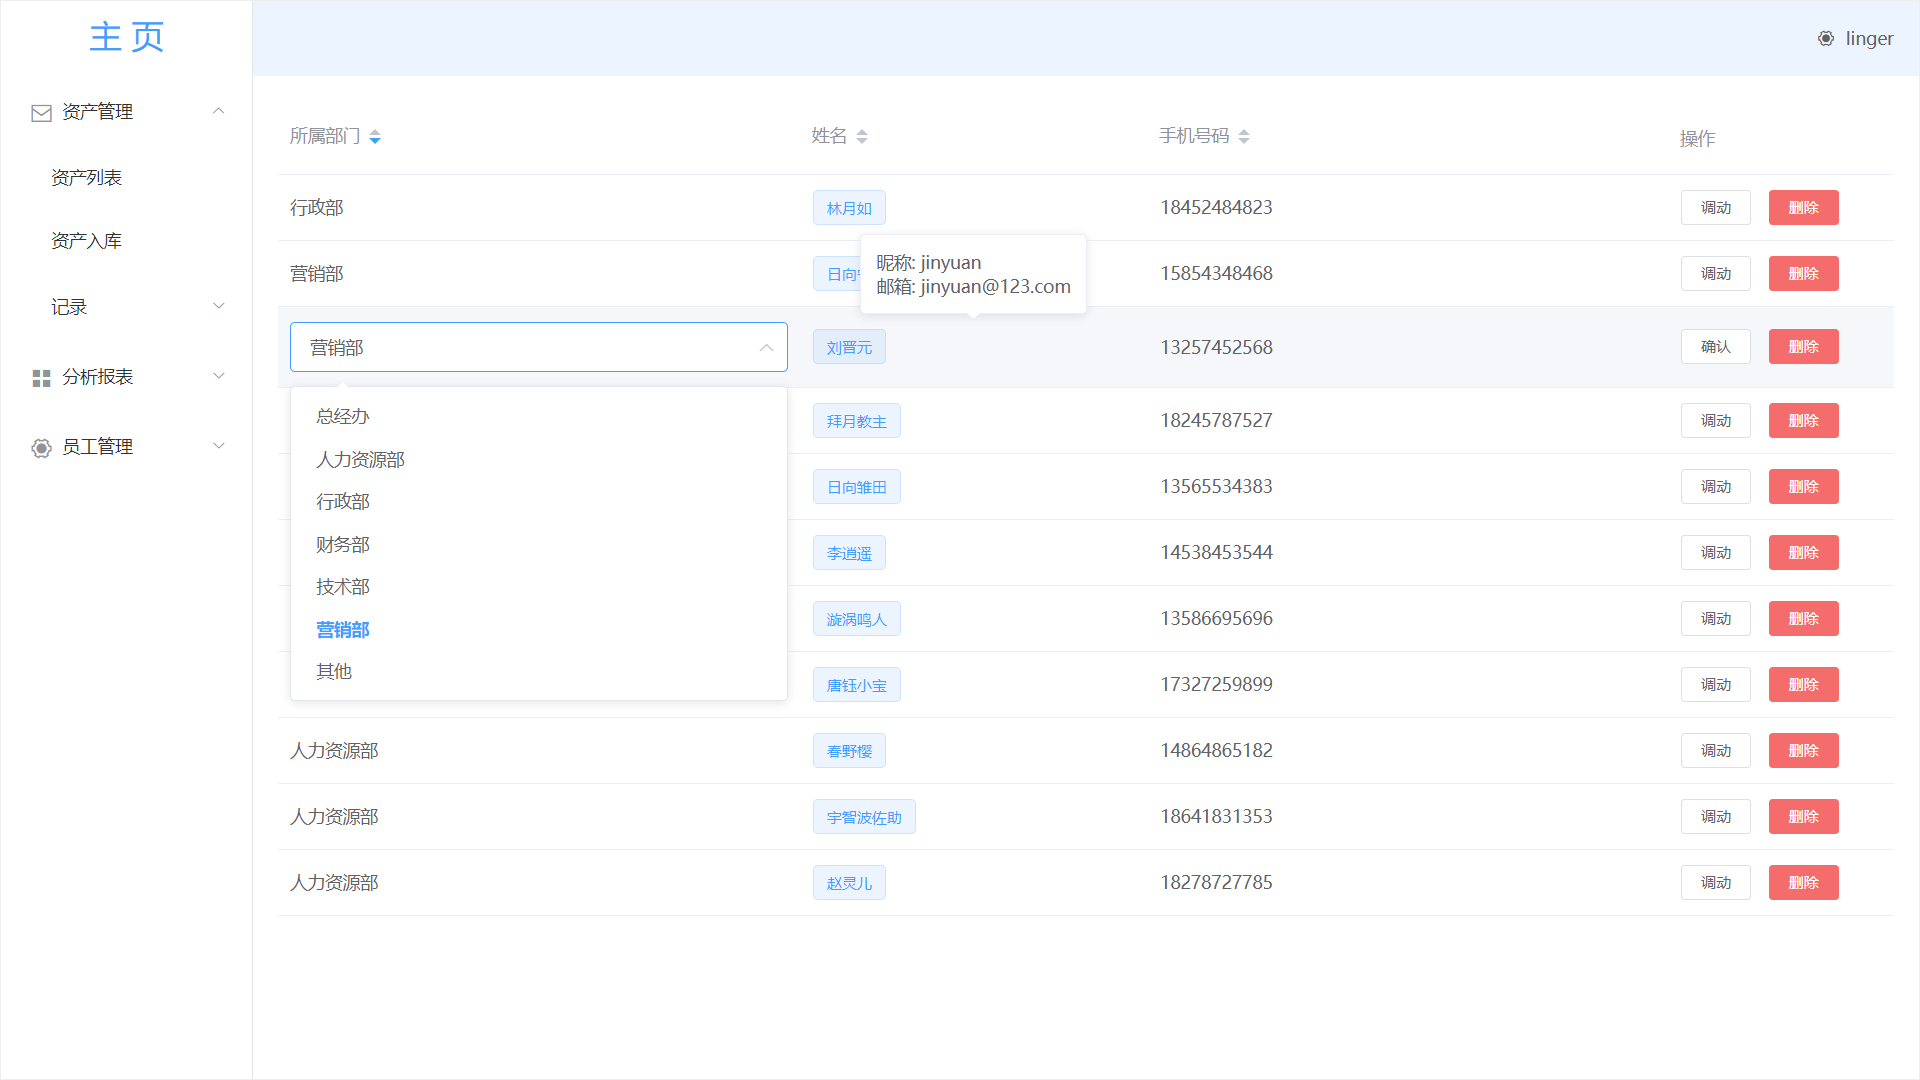 主 页
linger
资产管理
资产列表
资产入库
记录
分析报表
员工管理
所属部门 姓名 手机号码 操作
行政部 林月如 18452484823 调动 删除
营销部 日向 15854348468 调动 删除
昵称: jinyuan
邮箱: jinyuan@123.com
营销部 刘晋元 13257452568 确认 删除
总经办
人力资源部
行政部
财务部
技术部
营销部
其他
拜月教主 18245787527 调动 删除
日向雏田 13565534383 调动 删除
李逍遥 14538453544 调动 删除
漩涡鸣人 13586695696 调动 删除
唐钰小宝 17327259899 调动 删除
人力资源部 春野樱 14864865182 调动 删除
人力资源部 宇智波佐助 18641831353 调动 删除
人力资源部 赵灵儿 18278727785 调动 删除